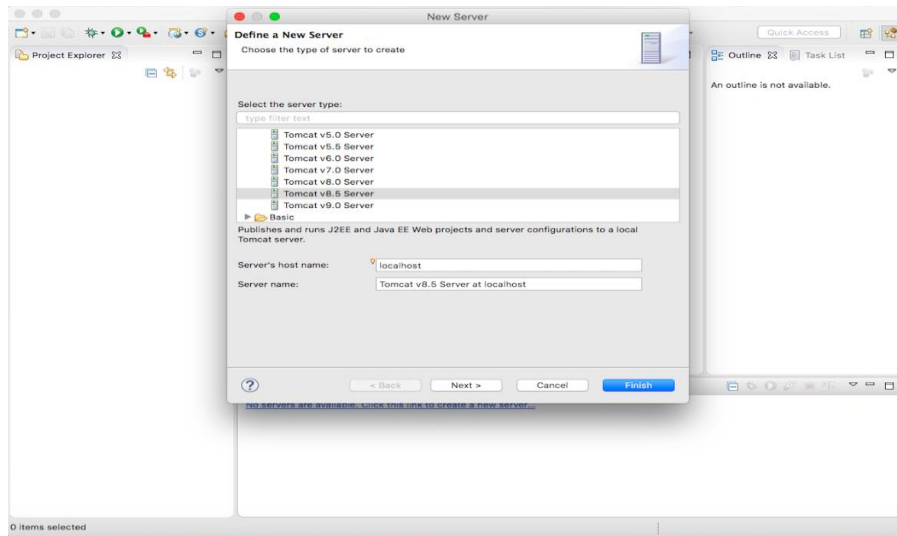 New Server
Quick Access
Project Explorer
Define a New Server
Choose the type of server to create
Outline
Task List
An outline is not available.
Select the server type:
type filter text
Tomcat v5.0 Server
Tomcat v5.5 Server
Tomcat v6.0 Server
Tomcat v7.0 Server
Tomcat v8.0 Server
Tomcat v8.5 Server
Tomcat v9.0 Server
Basic
Publishes and runs J2EE and Java EE Web projects and server configurations to a local
Tomcat server.
Server's host name:
localhost
Server name:
Tomcat v8.5 Server at localhost
?
< Back
Next >
Cancel
Finish
No servers are available. Click this link to create a new server...
0 items selected